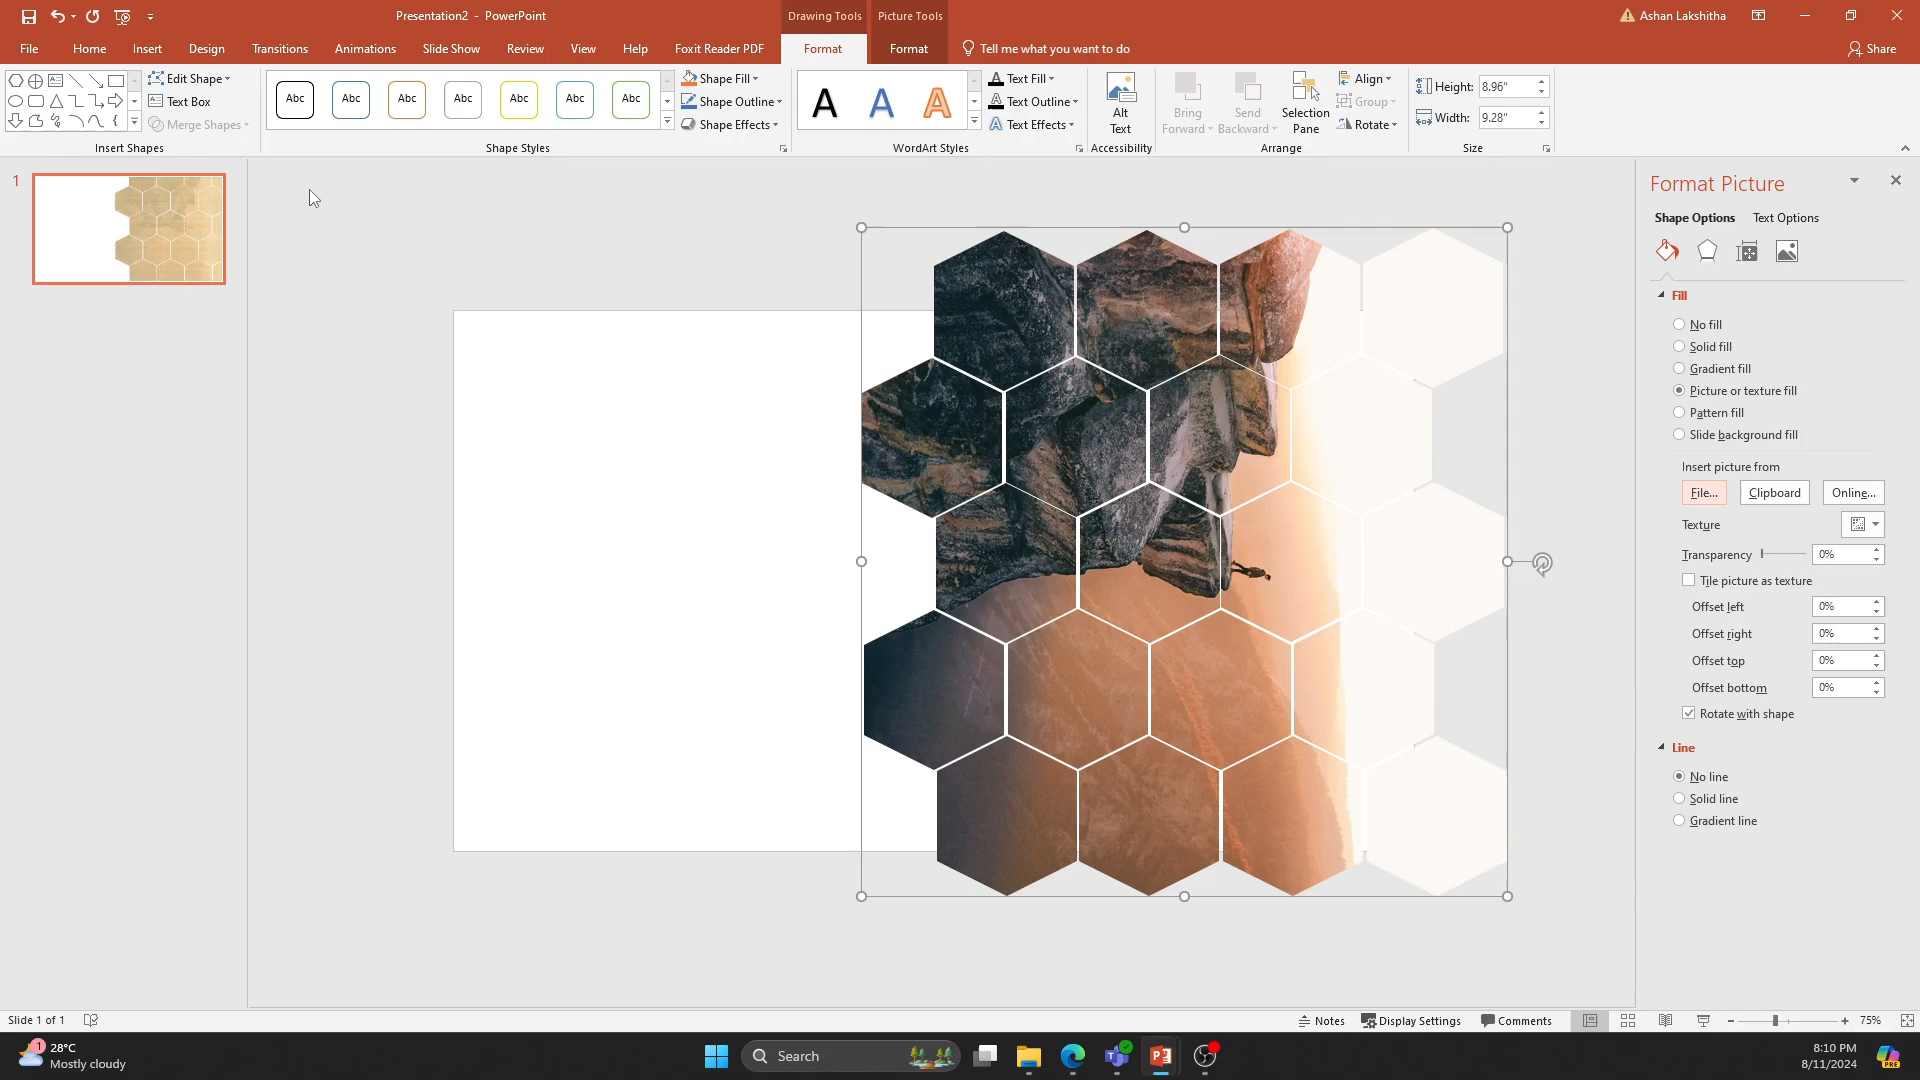 Presentation2 - PowerPoint
Drawing Tools
Picture Tools
Ashan Lakshitha
File
Home
Insert
Design
Transitions
Animations
Slide Show
Review
View
Help
Foxit Reader PDF
Format
Format
Tell me what you want to do
Share
Edit Shape
Text Box
Merge Shapes
Insert Shapes
Abc
Abc
Abc
Abc
Abc
Abc
Abc
Shape Styles
Shape Fill
Shape Outline
Shape Effects
A
A
A
WordArt Styles
Text Fill
Text Outline
Text Effects
Alt
Text
Accessibility
Bring
Forward
Send
Backward
Selection
Pane
Align
Group
Rotate
Arrange
Height: 8.96"
Width: 9.28"
Size
1
Format Picture
Shape Options
Text Options
Fill
No fill
Solid fill
Gradient fill
Picture or texture fill
Pattern fill
Slide background fill
Insert picture from
File...
Clipboard
Online...
Texture
Transparency 0%
Tile picture as texture
Offset left 0%
Offset right 0%
Offset top 0%
Offset bottom 0%
Rotate with shape
Line
No line
Solid line
Gradient line
Slide 1 of 1
Notes
Display Settings
Comments
75%
1
28°C
Mostly cloudy
Search
8:10 PM
8/11/2024
PRE